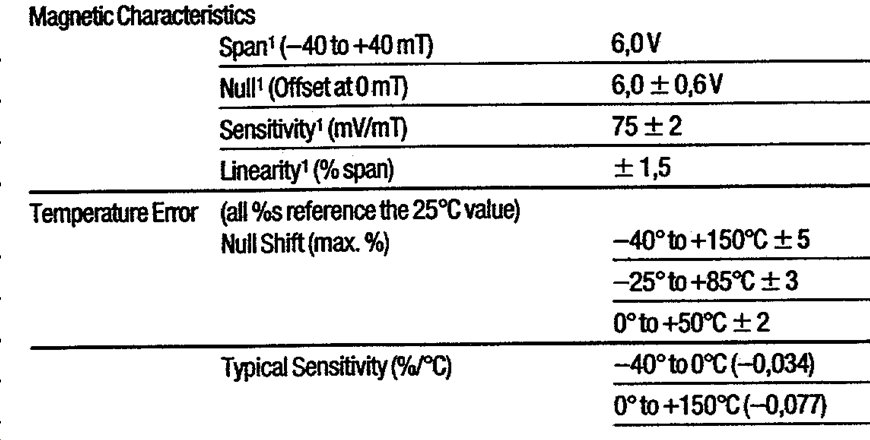 Magnetic Characteristics
Span¹ (−40 to +40 mT) 6,0 V
Null¹ (Offset at 0 mT) 6,0 ± 0,6 V
Sensitivity¹ (mV/mT) 75 ± 2
Linearity¹ (% span) ± 1,5
Temperature Error (all %s reference the 25°C value)
Null Shift (max. %) −40° to +150°C ± 5
−25° to +85°C ± 3
0° to +50°C ± 2
Typical Sensitivity (%/°C) −40° to 0°C (−0,034)
0° to +150°C (−0,077)